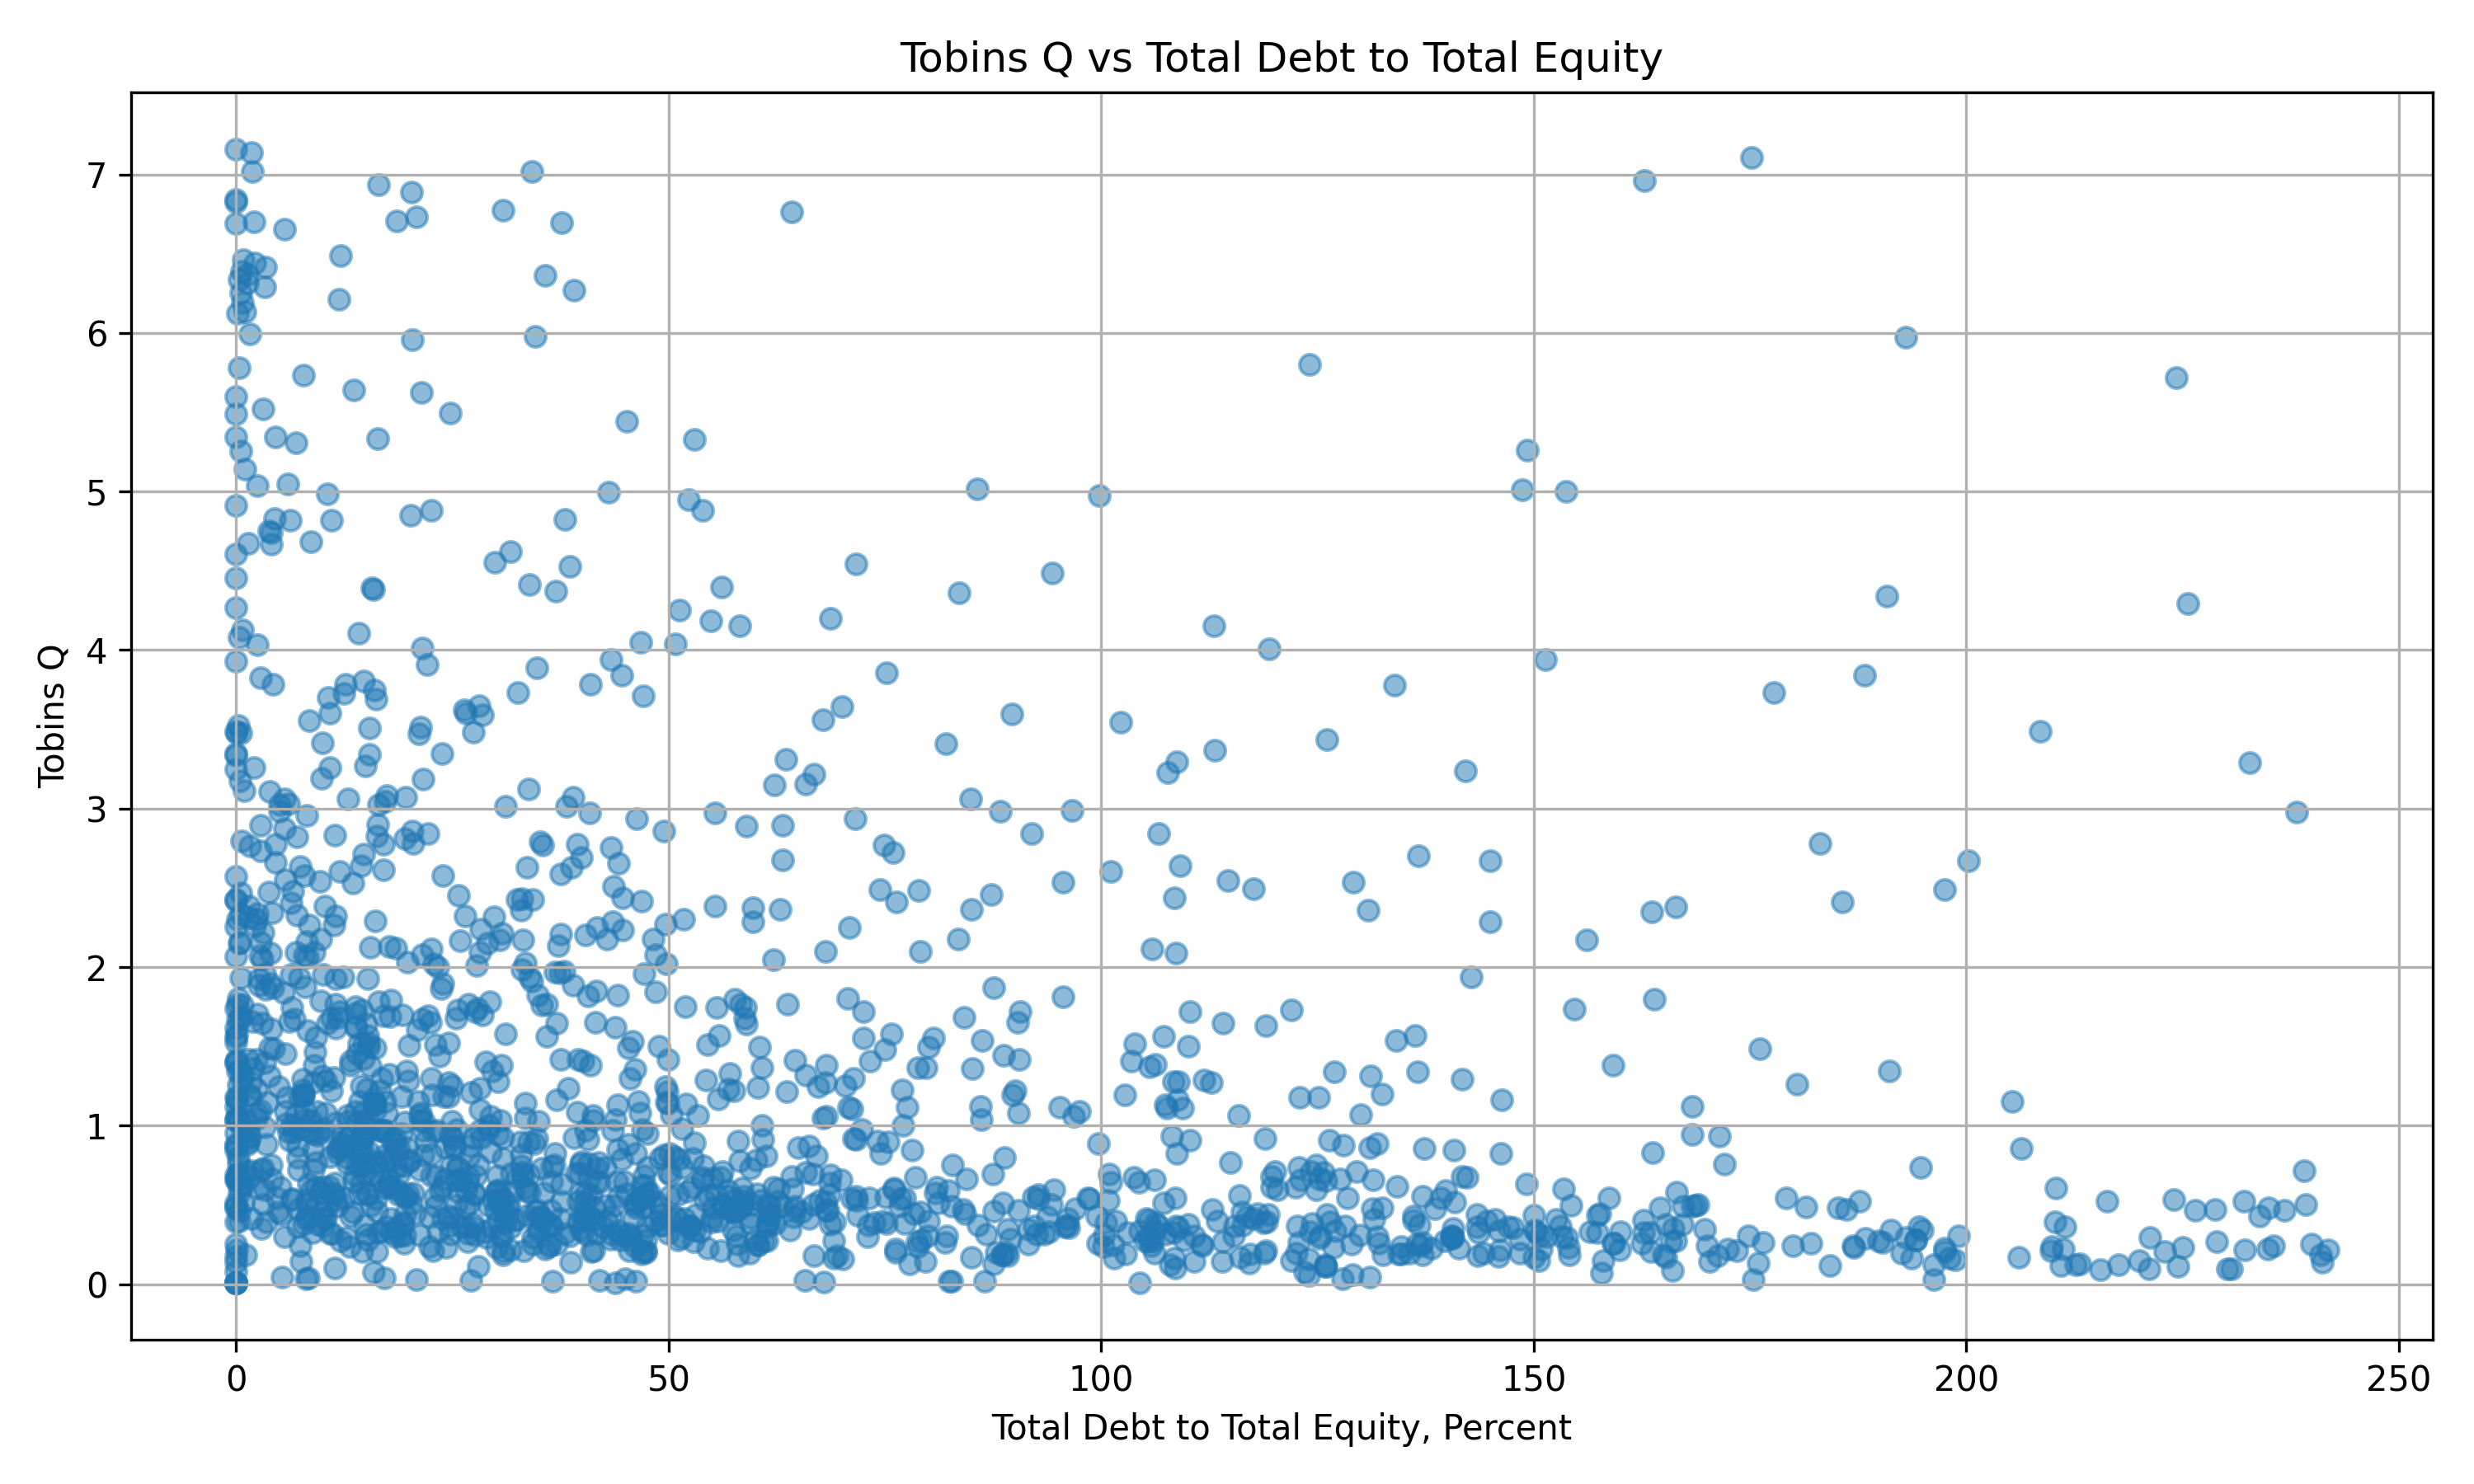 Tobins Q vs Total Debt to Total Equity
7
6
5
4
3
2
1
0
Tobins Q
0 50 100 150 200 250
Total Debt to Total Equity, Percent